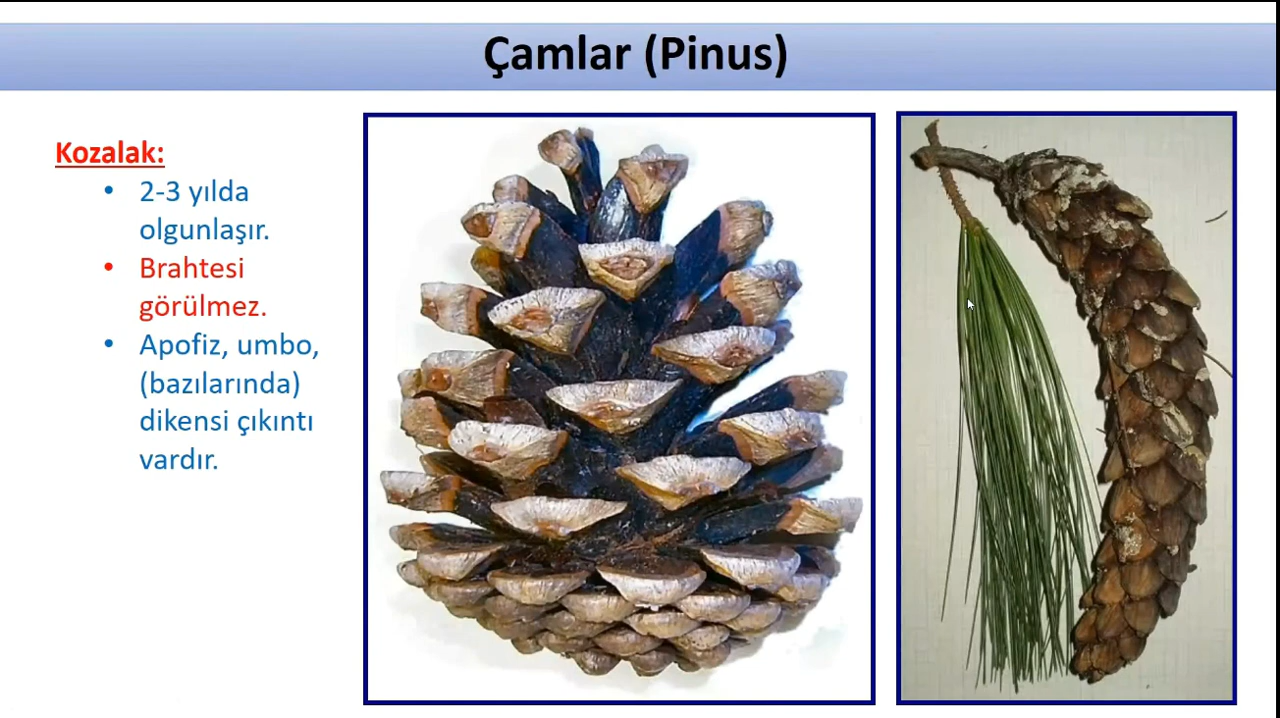 Çamlar (Pinus)
Kozalak:
• 2-3 yılda
olgunlaşır.
• Brahtesi
görülmez.
• Apofiz, umbo,
(bazılarında)
dikensi çıkıntı
vardır.